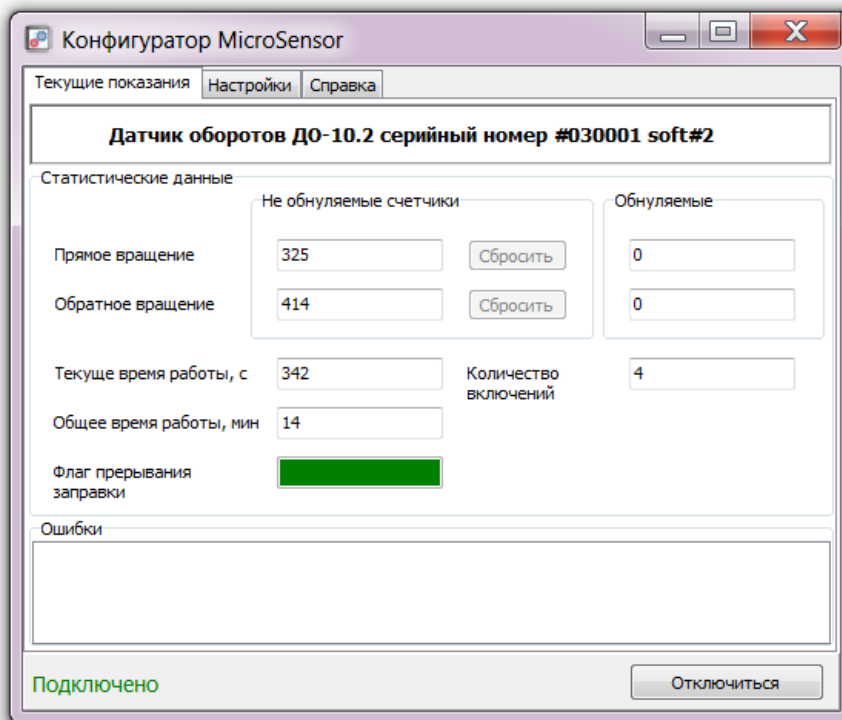 Конфигуратор MicroSensor
Текущие показания Настройки Справка
Датчик оборотов ДО-10.2 серийный номер #030001 soft#2
Статистические данные
Не обнуляемые счетчики Обнуляемые
Прямое вращение 325 Сбросить 0
Обратное вращение 414 Сбросить 0
Текуще время работы, с 342 Количество включений 4
Общее время работы, мин 14
Флаг прерывания
заправки
Ошибки
Подключено Отключиться